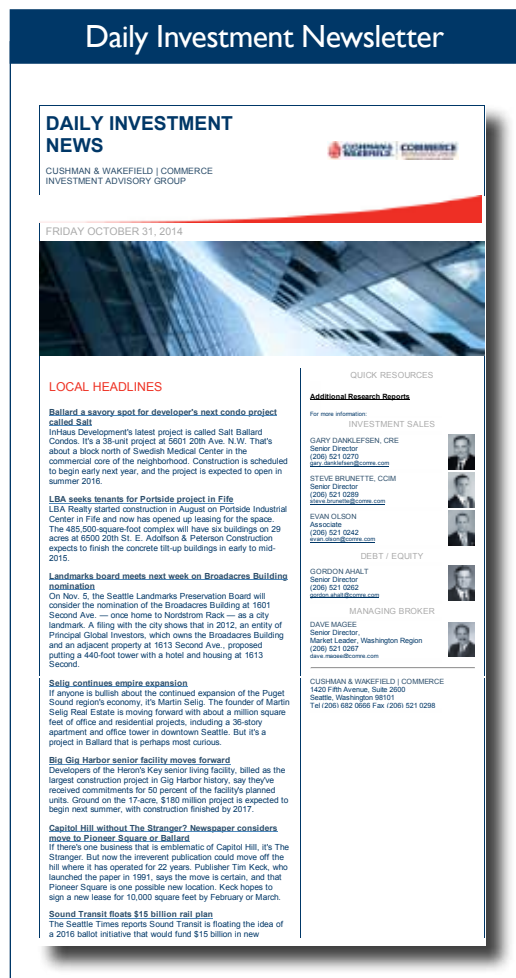 Daily Investment Newsletter
DAILY INVESTMENT
NEWS
CUSHMAN & WAKEFIELD | COMMERCE
INVESTMENT ADVISORY GROUP
CUSHMAN &
WAKEFIELD
COMMERCE
FRIDAY OCTOBER 31, 2014
LOCAL HEADLINES
Ballard a savory spot for developer's next condo project
called Salt
InHaus Development's latest project is called Salt Ballard
Condos. It's a 38-unit project at 5601 20th Ave. N.W. That's
about a block north of Swedish Medical Center in the
commercial core of the neighborhood. Construction is scheduled
to begin early next year, and the project is expected to open in
summer 2016.
LBA seeks tenants for Portside project in Fife
LBA Realty started construction in August on Portside Industrial
Center in Fife and now has opened up leasing for the space.
The 485,500-square-foot complex will have six buildings on 29
acres at 6500 20th St. E. Adolfson & Peterson Construction
expects to finish the concrete tilt-up buildings in early to mid-
2015.
Landmarks board meets next week on Broadacres Building
nomination
On Nov. 5, the Seattle Landmarks Preservation Board will
consider the nomination of the Broadacres Building at 1601
Second Ave. — once home to Nordstrom Rack — as a city
landmark. A filing with the city shows that in 2012, an entity of
Principal Global Investors, which owns the Broadacres Building
and an adjacent property at 1613 Second Ave., proposed
putting a 440-foot tower with a hotel and housing at 1613
Second.
Selig continues empire expansion
If anyone is bullish about the continued expansion of the Puget
Sound region's economy, it's Martin Selig. The founder of Martin
Selig Real Estate is moving forward with about a million square
feet of office and residential projects, including a 36-story
apartment and office tower in downtown Seattle. But it's a
project in Ballard that is perhaps most curious.
Big Gig Harbor senior facility moves forward
Developers of the Heron's Key senior living facility, billed as the
largest construction project in Gig Harbor history, say they've
received commitments for 50 percent of the facility's planned
units. Ground on the 17-acre, $180 million project is expected to
begin next summer, with construction finished by 2017.
Capitol Hill without The Stranger? Newspaper considers
move to Pioneer Square or Ballard
If there's one business that is emblematic of Capitol Hill, it's The
Stranger. But now the irreverent publication could move off the
hill where it has operated for 22 years. Publisher Tim Keck, who
launched the paper in 1991, says the move is certain, and that
Pioneer Square is one possible new location. Keck hopes to
sign a new lease for 10,000 square feet by February or March.
Sound Transit floats $15 billion rail plan
The Seattle Times reports Sound Transit is floating the idea of
a 2016 ballot initiative that would fund $15 billion in new
QUICK RESOURCES
Additional Research Reports
For more information:
INVESTMENT SALES
GARY DANKLEFSEN, CRE
Senior Director
(206) 521 0270
gary.danklefsen@comre.com
STEVE BRUNETTE, CCIM
Senior Director
(206) 521 0289
steve.brunette@comre.com
EVAN OLSON
Associate
(206) 521 0242
evan.olson@comre.com
DEBT / EQUITY
GORDON AHALT
Senior Director
(206) 521 0262
gordon.ahalt@comre.com
MANAGING BROKER
DAVE MAGEE
Senior Director,
Market Leader, Washington Region
(206) 521 0267
dave.magee@comre.com
CUSHMAN & WAKEFIELD | COMMERCE
1420 Fifth Avenue, Suite 2600
Seattle, Washington 98101
Tel (206) 682 0666 Fax (206) 521 0298